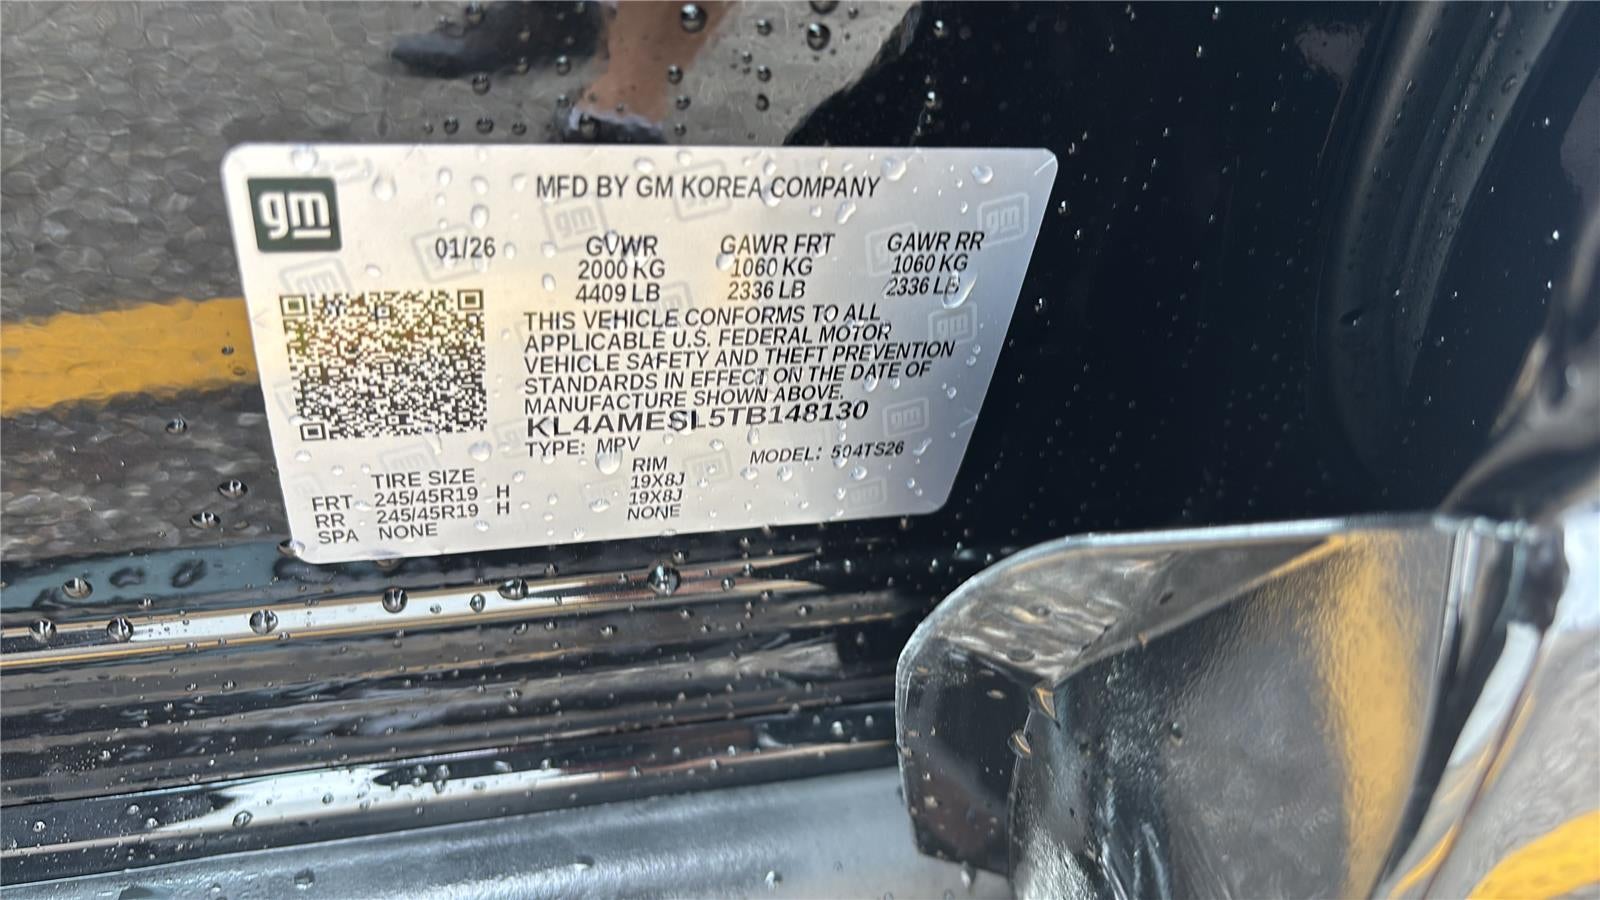 gm
MFD BY GM KOREA COMPANY
01/26 GVWR GAWR FRT GAWR RR
2000 KG 1060 KG 1060 KG
4409 LB 2336 LB 2336 LB
THIS VEHICLE CONFORMS TO ALL
APPLICABLE U.S. FEDERAL MOTOR
VEHICLE SAFETY AND THEFT PREVENTION
STANDARDS IN EFFECT ON THE DATE OF
MANUFACTURE SHOWN ABOVE.
KL4AMESL5TB148130
TYPE: MPV MODEL: 504TS26
TIRE SIZE RIM
FRT 245/45R19 H 19X8J
RR 245/45R19 H 19X8J
SPA NONE NONE